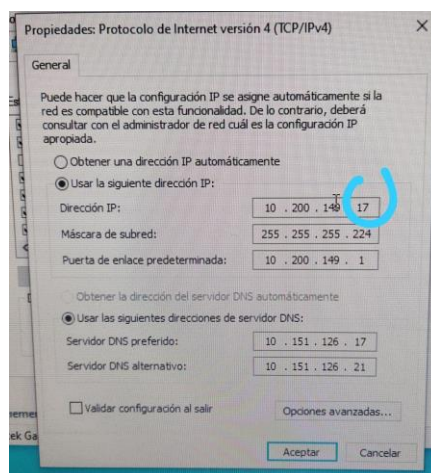 Propiedades: Protocolo de Internet versión 4 (TCP/IPv4)
General
Puede hacer que la configuración IP se asigne automáticamente si la
red es compatible con esta funcionalidad. De lo contrario, deberá
consultar con el administrador de red cuál es la configuración IP
apropiada.
Obtener una dirección IP automáticamente
Usar la siguiente dirección IP:
Dirección IP: 10 . 200 . 149 . 17
Máscara de subred: 255 . 255 . 255 . 224
Puerta de enlace predeterminada: 10 . 200 . 149 . 1
Obtener la dirección del servidor DNS automáticamente
Usar las siguientes direcciones de servidor DNS:
Servidor DNS preferido: 10 . 151 . 126 . 17
Servidor DNS alternativo: 10 . 151 . 126 . 21
Validar configuración al salir
Opciones avanzadas...
Aceptar Cancelar